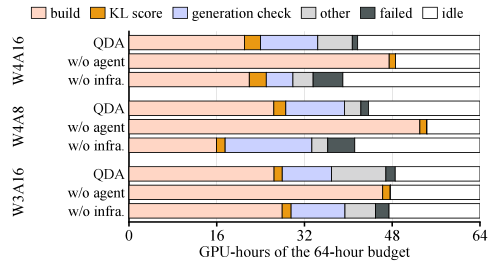 build KL score generation check other failed idle
W4A16
QDA
w/o agent
w/o infra.
W4A8
QDA
w/o agent
w/o infra.
W3A16
QDA
w/o agent
w/o infra.
0 16 32 48 64
GPU-hours of the 64-hour budget